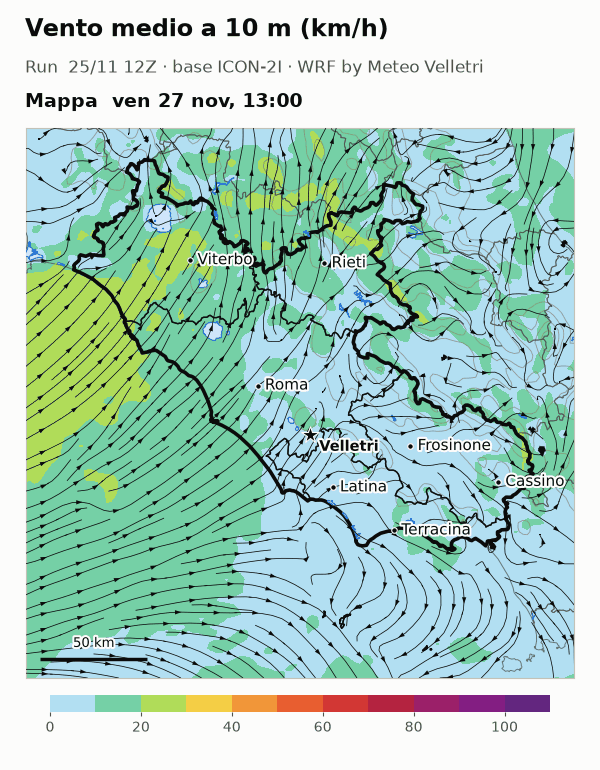 Vento medio a 10 m (km/h)
Run  25/11 12Z · base ICON-2I · WRF by Meteo Velletri
Mappa  ven 27 nov, 13:00
Viterbo
Rieti
Roma
Velletri
Frosinone
Latina
Cassino
Terracina
50 km
0 20 40 60 80 100